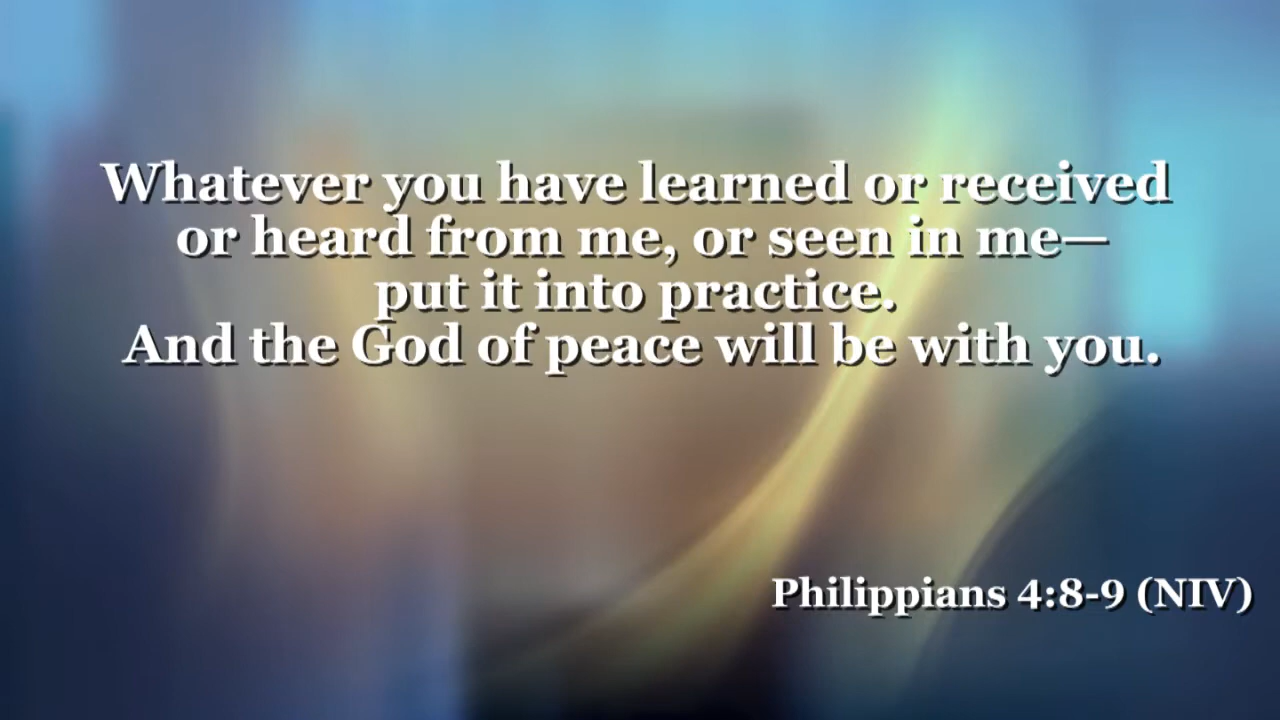 Whatever you have learned or received
or heard from me, or seen in me—
put it into practice.
And the God of peace will be with you.
Philippians 4:8-9 (NIV)